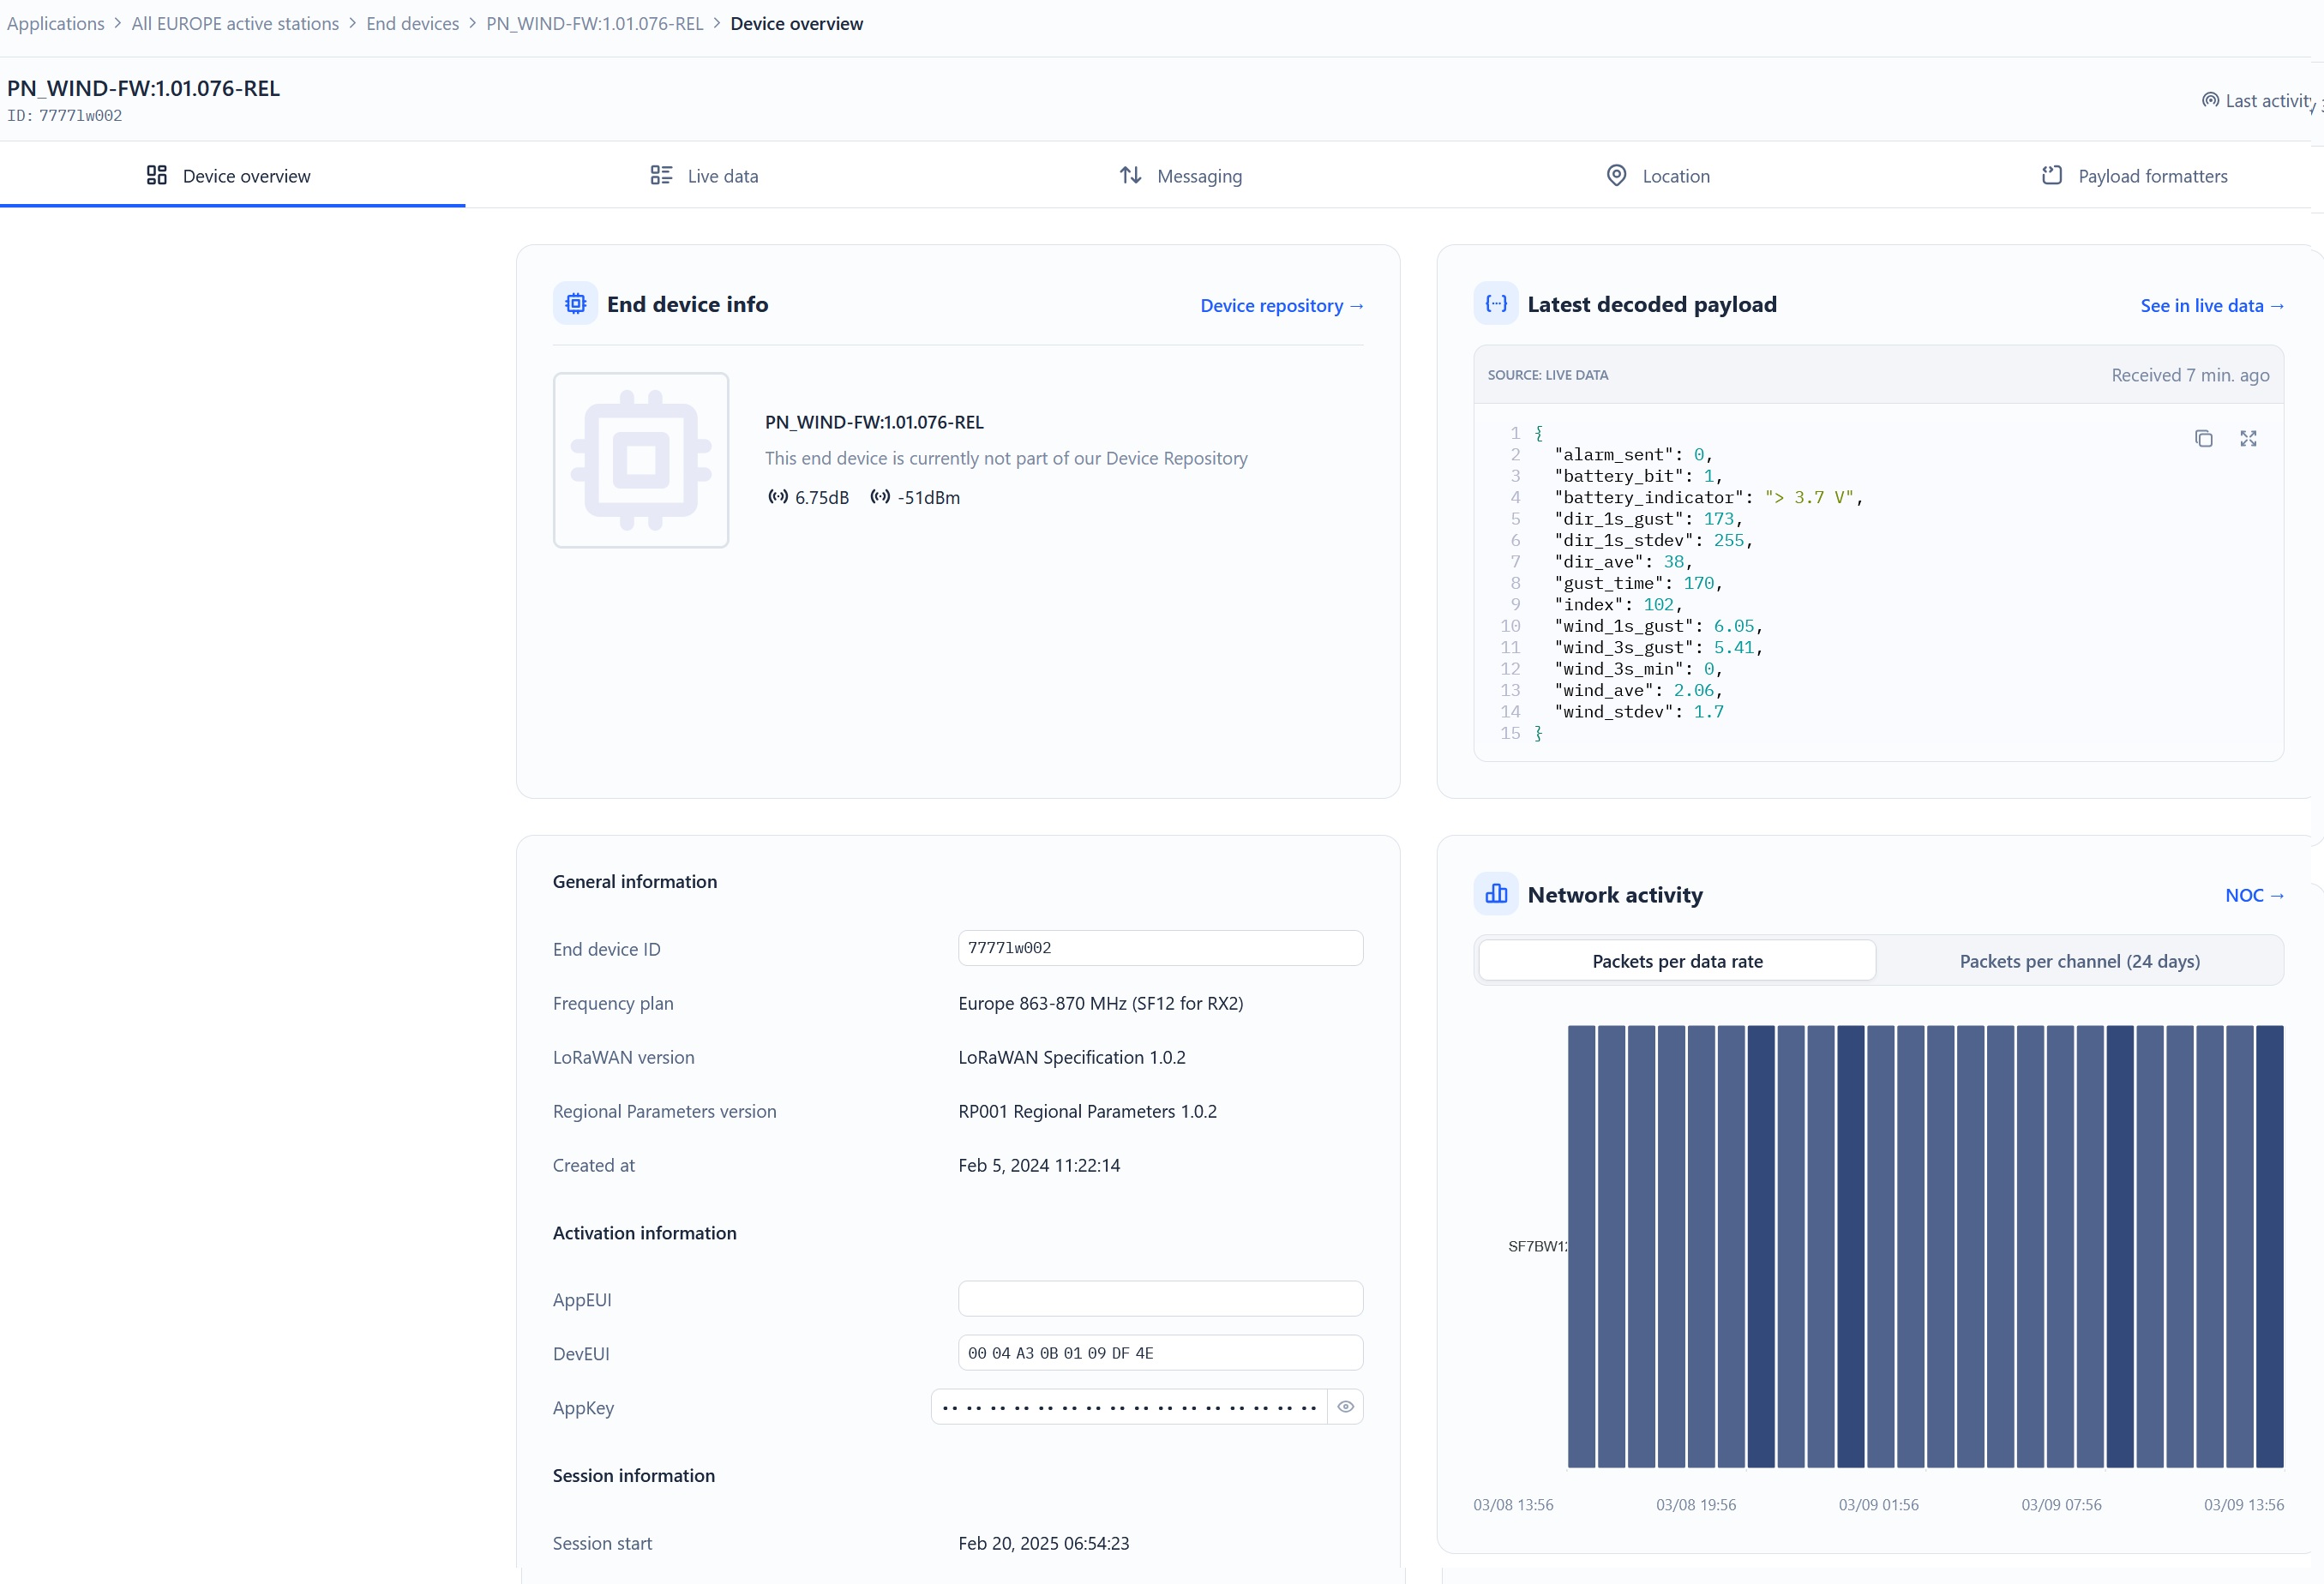 Applications > All EUROPE active stations > End devices > PN_WIND-FW:1.01.076-REL > Device overview
PN_WIND-FW:1.01.076-REL
ID: 77771w002
Last activity
Device overview
Live data
Messaging
Location
Payload formatters
End device info
Device repository →
PN_WIND-FW:1.01.076-REL
This end device is currently not part of our Device Repository
6.75dB -51dBm
Latest decoded payload
See in live data →
SOURCE: LIVE DATA
Received 7 min. ago
1 {
2 "alarm_sent": 0,
3 "battery_bit": 1,
4 "battery_indicator": "> 3.7 V",
5 "dir_1s_gust": 173,
6 "dir_1s_stdev": 255,
7 "dir_ave": 38,
8 "gust_time": 170,
9 "index": 102,
10 "wind_1s_gust": 6.05,
11 "wind_3s_gust": 5.41,
12 "wind_3s_min": 0,
13 "wind_ave": 2.06,
14 "wind_stdev": 1.7
15 }
General information
End device ID 77771w002
Frequency plan Europe 863-870 MHz (SF12 for RX2)
LoRaWAN version LoRaWAN Specification 1.0.2
Regional Parameters version RP001 Regional Parameters 1.0.2
Created at Feb 5, 2024 11:22:14
Activation information
AppEUI
DevEUI 00 04 A3 0B 01 09 DF 4E
AppKey
Session information
Session start Feb 20, 2025 06:54:23
Network activity
NOC →
Packets per data rate
Packets per channel (24 days)
SF7BW12
03/08 13:56 03/08 19:56 03/09 01:56 03/09 07:56 03/09 13:56